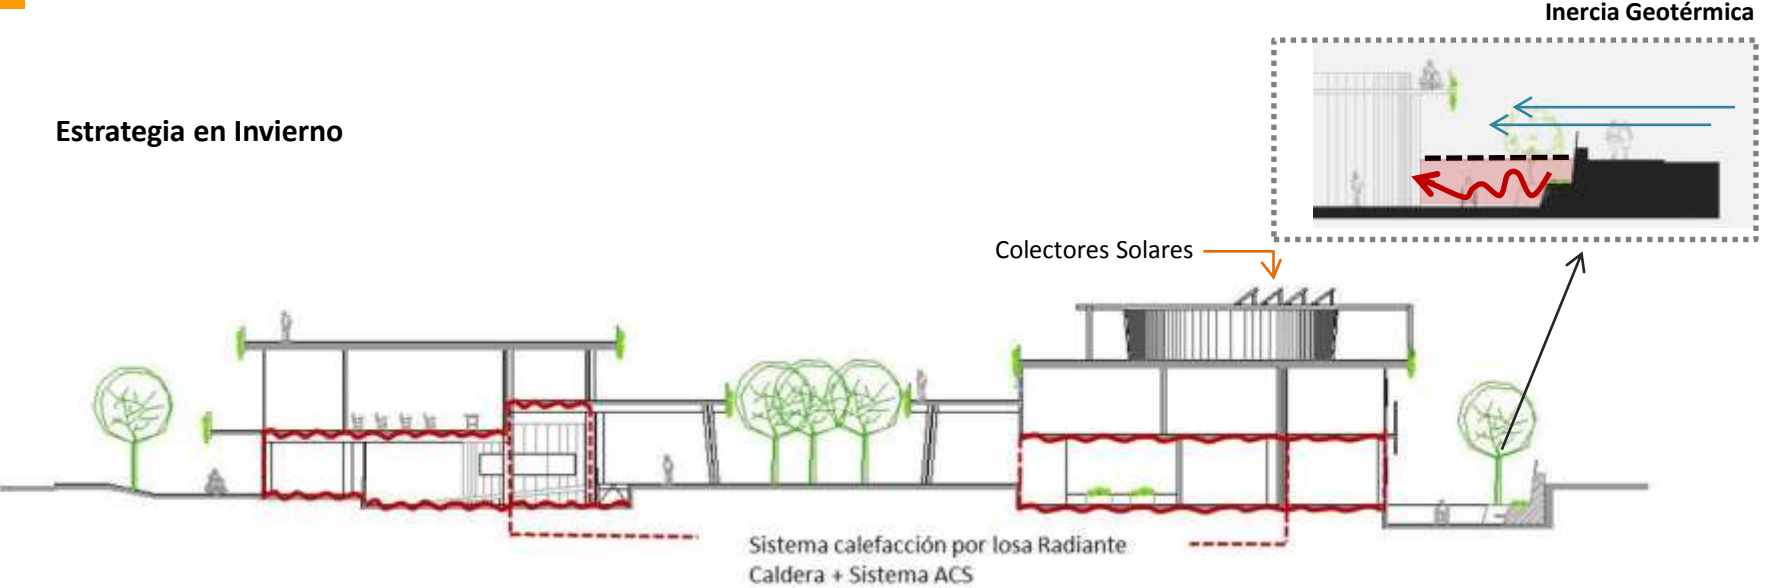 Inercia Geotérmica
Estrategia en Invierno
Colectores Solares
Sistema calefacción por losa Radiante
Caldera + Sistema ACS